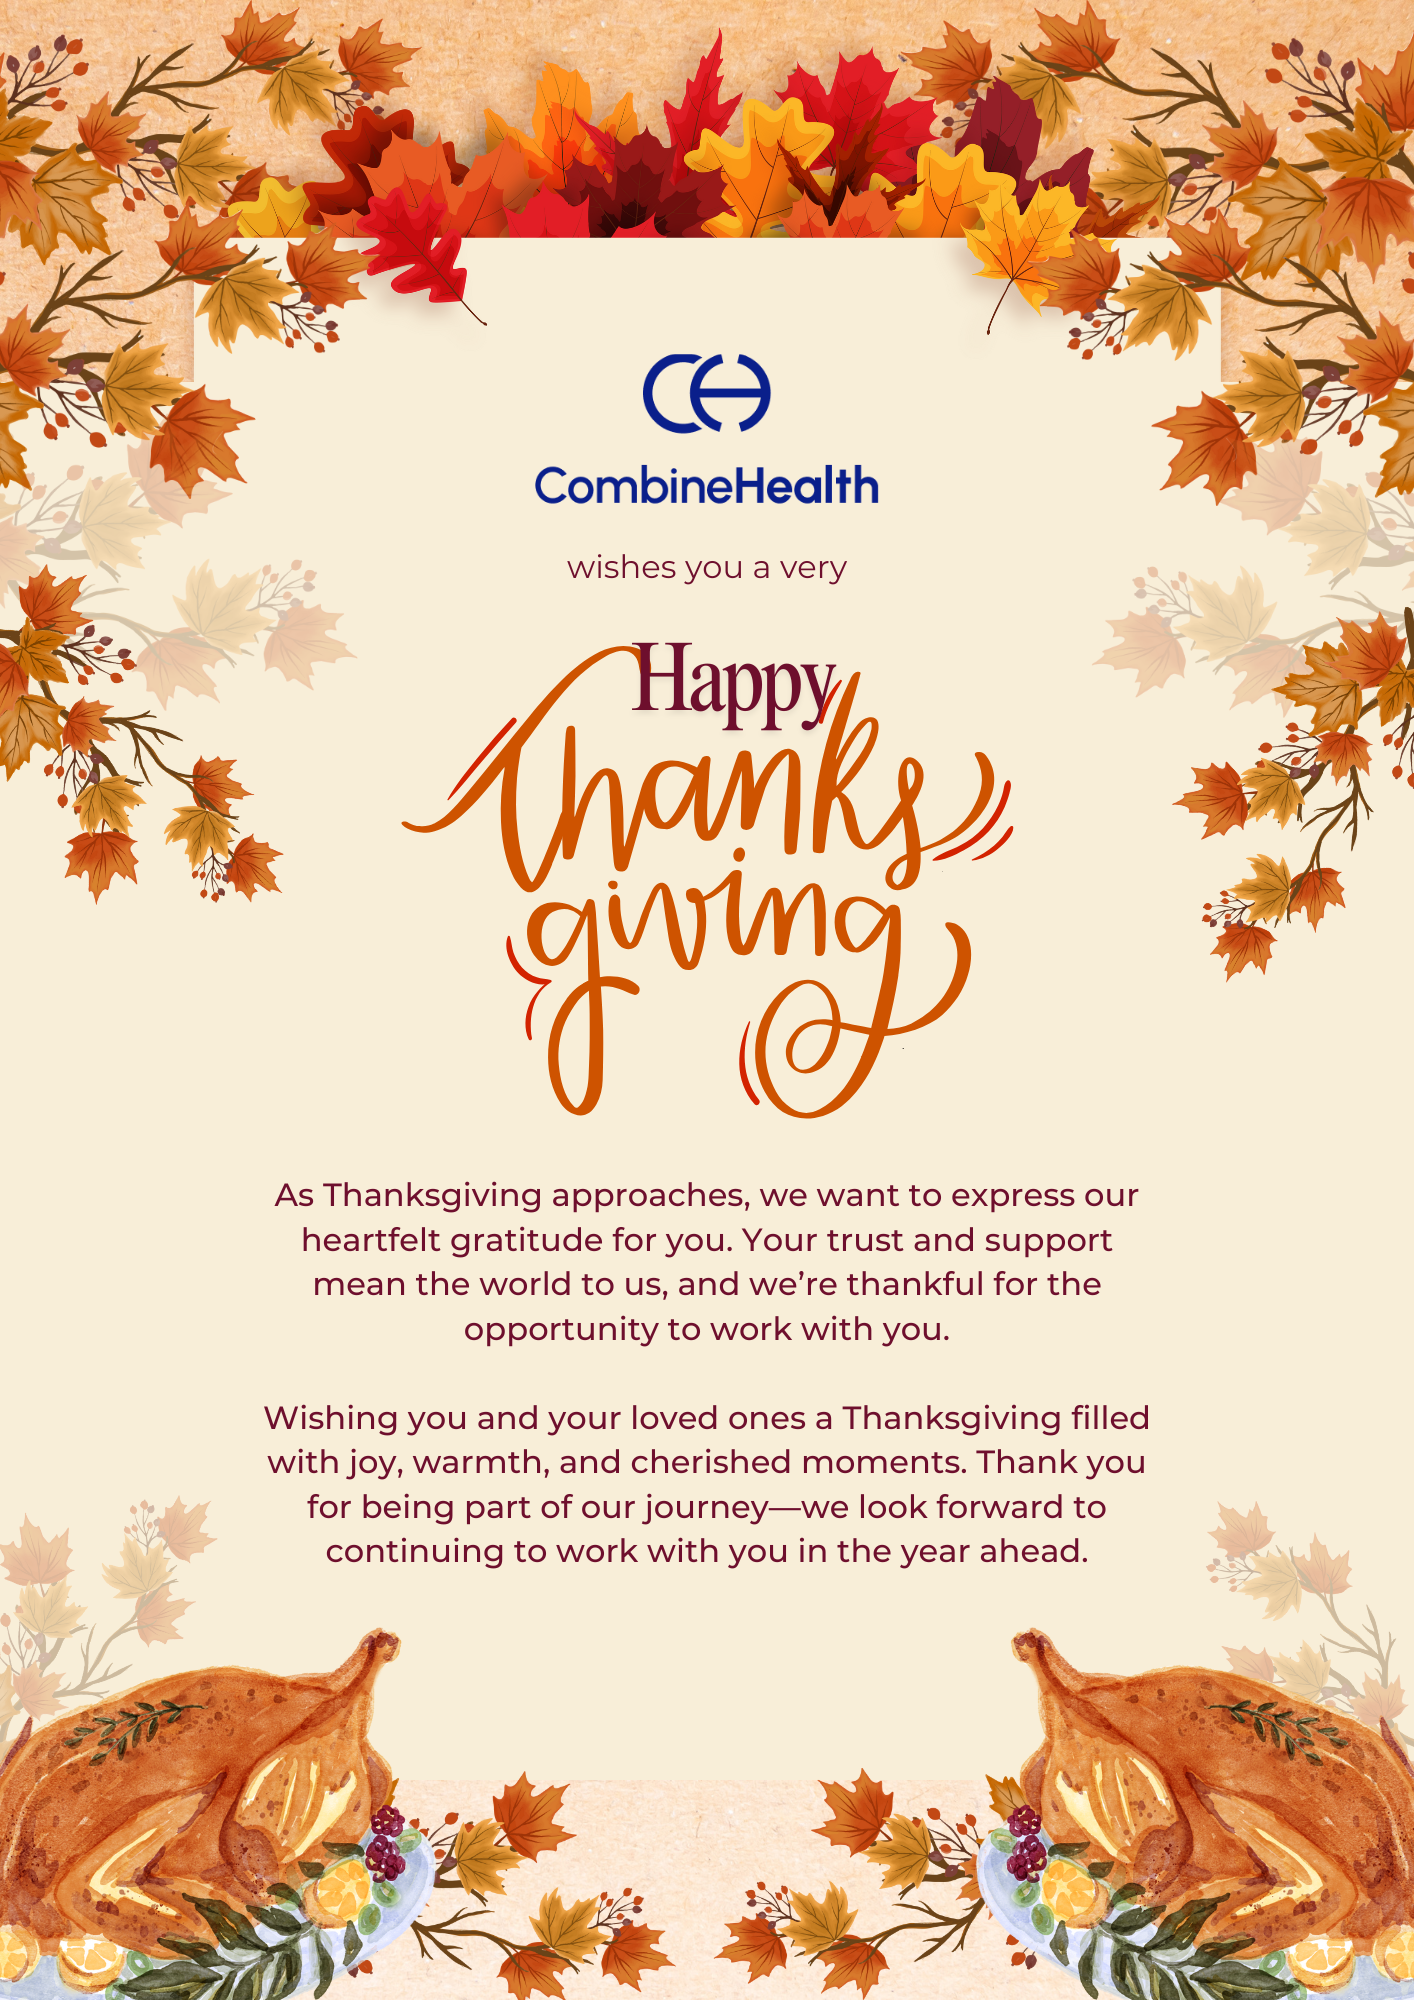 CombineHealth
wishes you a very
Happy
Thanks
giving
As Thanksgiving approaches, we want to express our
heartfelt gratitude for you. Your trust and support
mean the world to us, and we’re thankful for the
opportunity to work with you.
Wishing you and your loved ones a Thanksgiving filled
with joy, warmth, and cherished moments. Thank you
for being part of our journey—we look forward to
continuing to work with you in the year ahead.